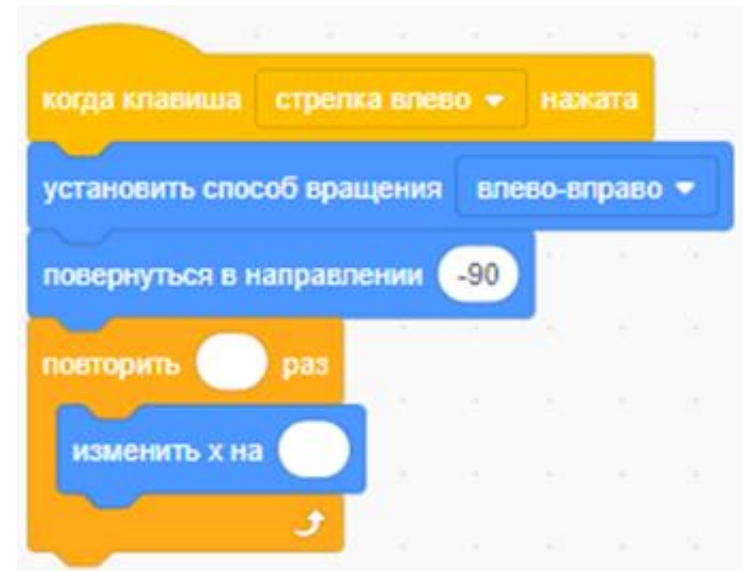 когда клавиша стрелка влево нажата
установить способ вращения влево-вправо
повернуться в направлении -90
повторить раз
изменить x на